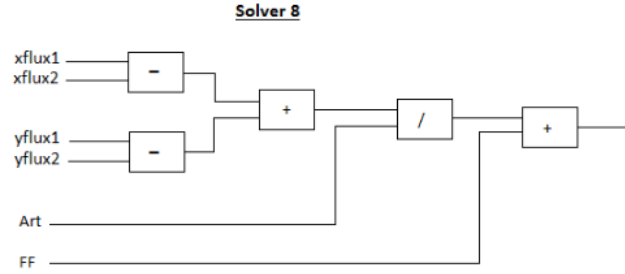 Solver 8
xflux1
xflux2
-
+
/
+
yflux1
yflux2
-
Art
FF